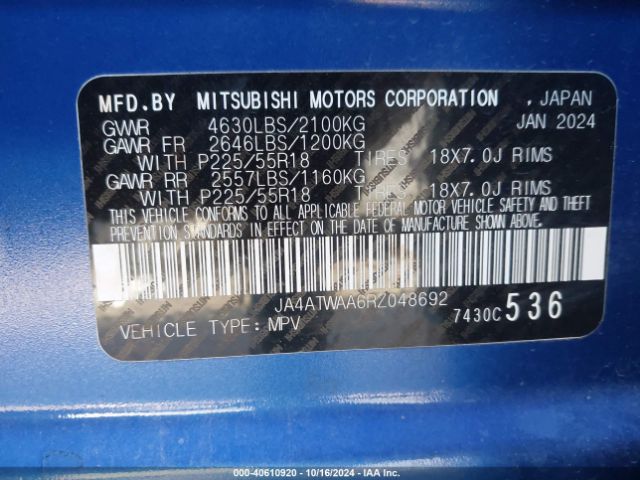 MFD.BY MITSUBISHI MOTORS CORPORATION , JAPAN
GVWR 4630LBS/2100KG JAN 2024
GAWR FR 2646LBS/1200KG
WITH P225/55R18 TIRES 18X7.0J RIMS
GAWR RR 2557LBS/1160KG
WITH P225/55R18 TIRES 18X7.0J RIMS
THIS VEHICLE CONFORMS TO ALL APPLICABLE FEDERAL MOTOR VEHICLE SAFETY AND THEFT
PREVENTION STANDARDS IN EFFECT ON THE DATE OF MANUFACTURE SHOWN ABOVE.
JA4ATWAA6RZ048692
VEHICLE TYPE: MPV 7430C 536
000-40610920 - 10/16/2024 - IAA Inc.